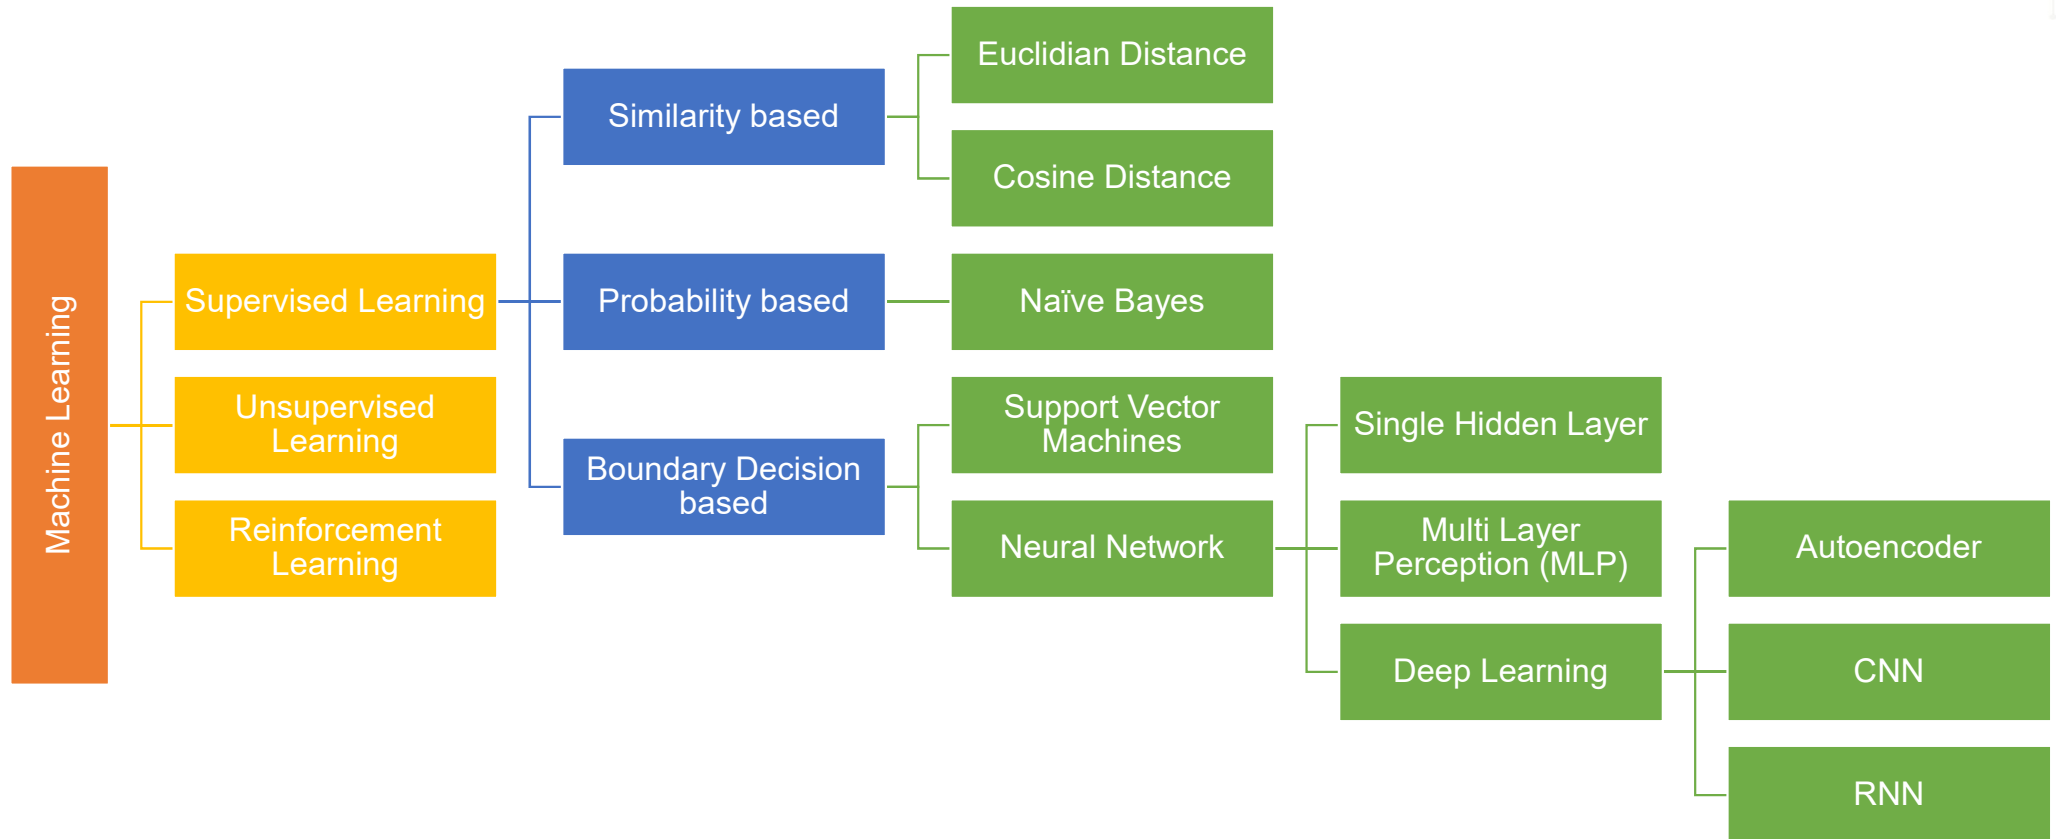 Machine Learning
Supervised Learning
Unsupervised
Learning
Reinforcement
Learning
Similarity based
Probability based
Boundary Decision
based
Euclidian Distance
Cosine Distance
Naïve Bayes
Support Vector
Machines
Neural Network
Single Hidden Layer
Multi Layer
Perception (MLP)
Deep Learning
Autoencoder
CNN
RNN